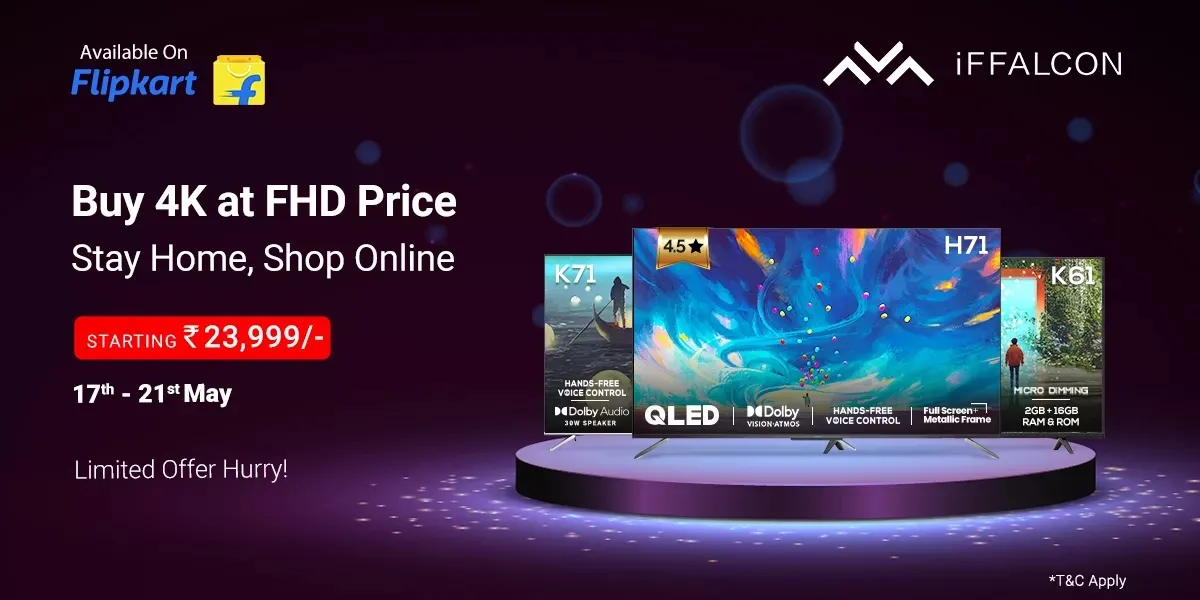 Available On
Flipkart
iFFALCON
Buy 4K at FHD Price
Stay Home, Shop Online
STARTING ₹ 23,999/-
17th - 21st May
Limited Offer Hurry!
K71
HANDS-FREE
VOICE CONTROL
Dolby Audio
30W SPEAKER
4.5★
H71
QLED
Dolby
VISION·ATMOS
HANDS-FREE
VOICE CONTROL
Full Screen+
Metallic Frame
K61
MICRO DIMMING
2GB + 16GB
RAM & ROM
*T&C Apply